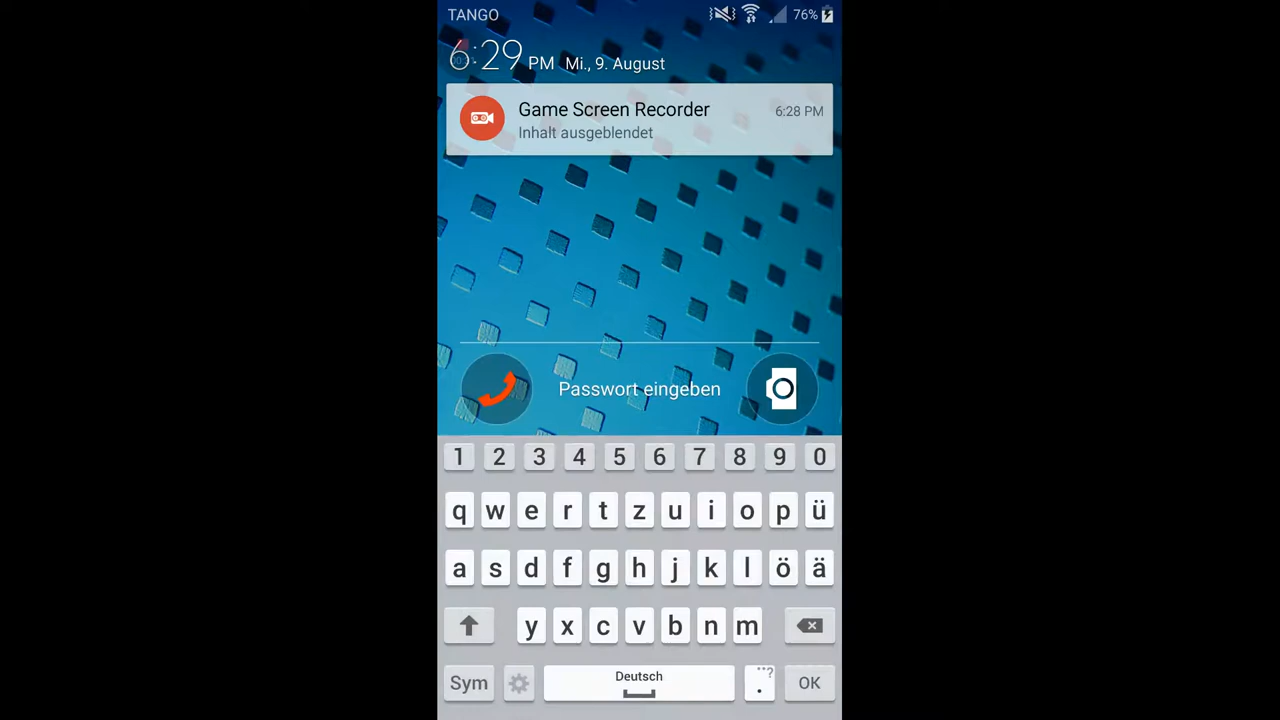 TANGO 76%
6:29 PM Mi., 9. August
Game Screen Recorder 6:28 PM
Inhalt ausgeblendet
Passwort eingeben
1 2 3 4 5 6 7 8 9 0
q w e r t z u i o p ü
a s d f g h j k l ö ä
y x c v b n m
Sym Deutsch . OK